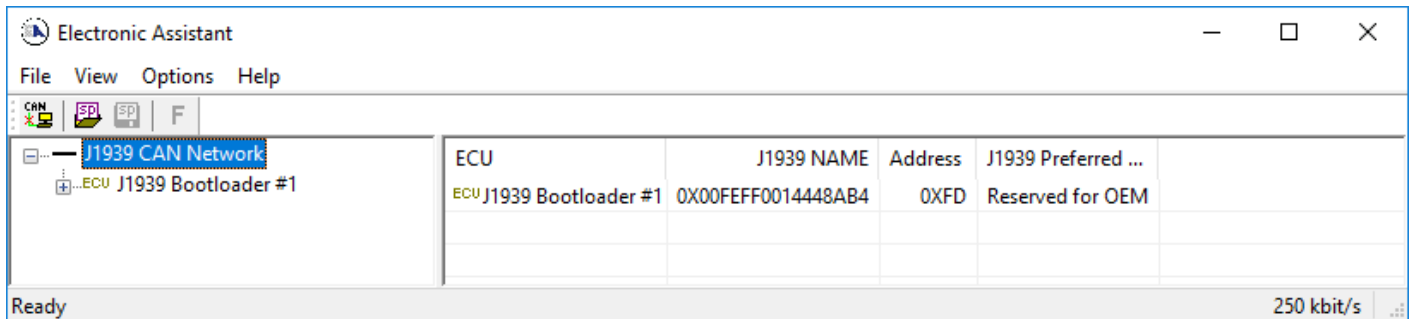 Electronic Assistant
File View Options Help
CAN SP SP F
J1939 CAN Network
ECU J1939 Bootloader #1
ECU J1939 NAME Address J1939 Preferred ...
ECU J1939 Bootloader #1 0X00FEFF0014448AB4 0XFD Reserved for OEM
Ready 250 kbit/s